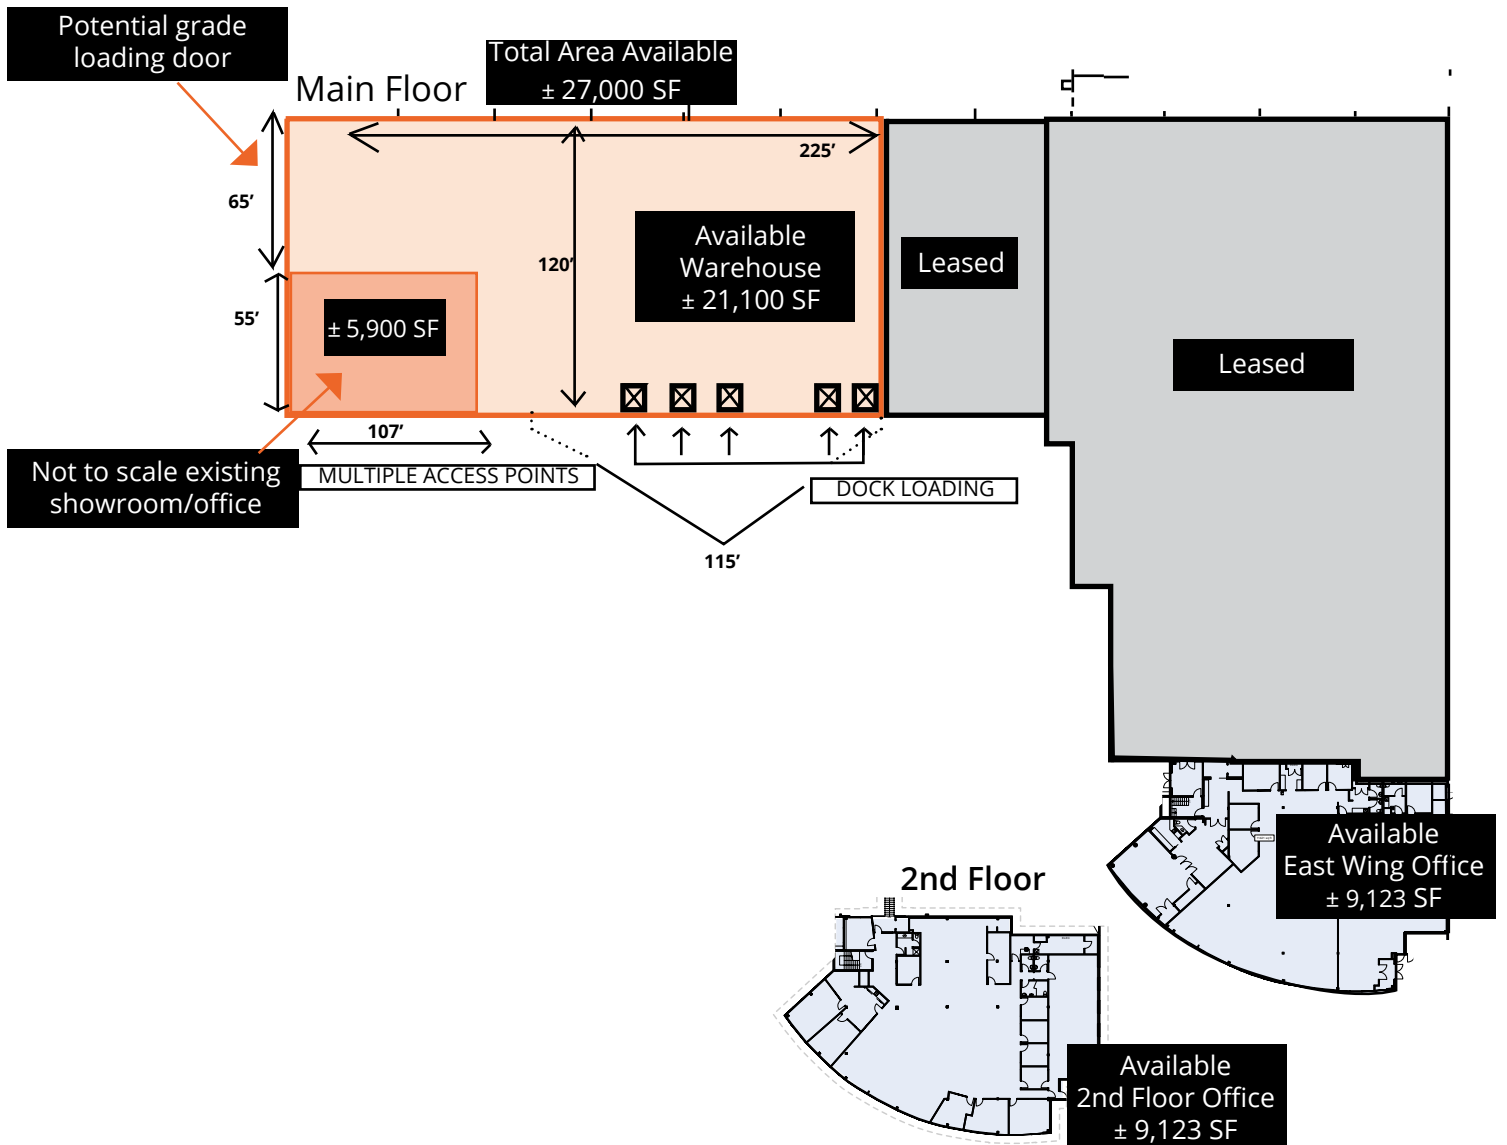 Potential grade
loading door
Main Floor
Total Area Available
± 27,000 SF
225’
65’
120’
Available
Warehouse
± 21,100 SF
Leased
Leased
55’
± 5,900 SF
107’
Not to scale existing
showroom/office
MULTIPLE ACCESS POINTS
DOCK LOADING
115’
Available
East Wing Office
± 9,123 SF
2nd Floor
Available
2nd Floor Office
± 9,123 SF